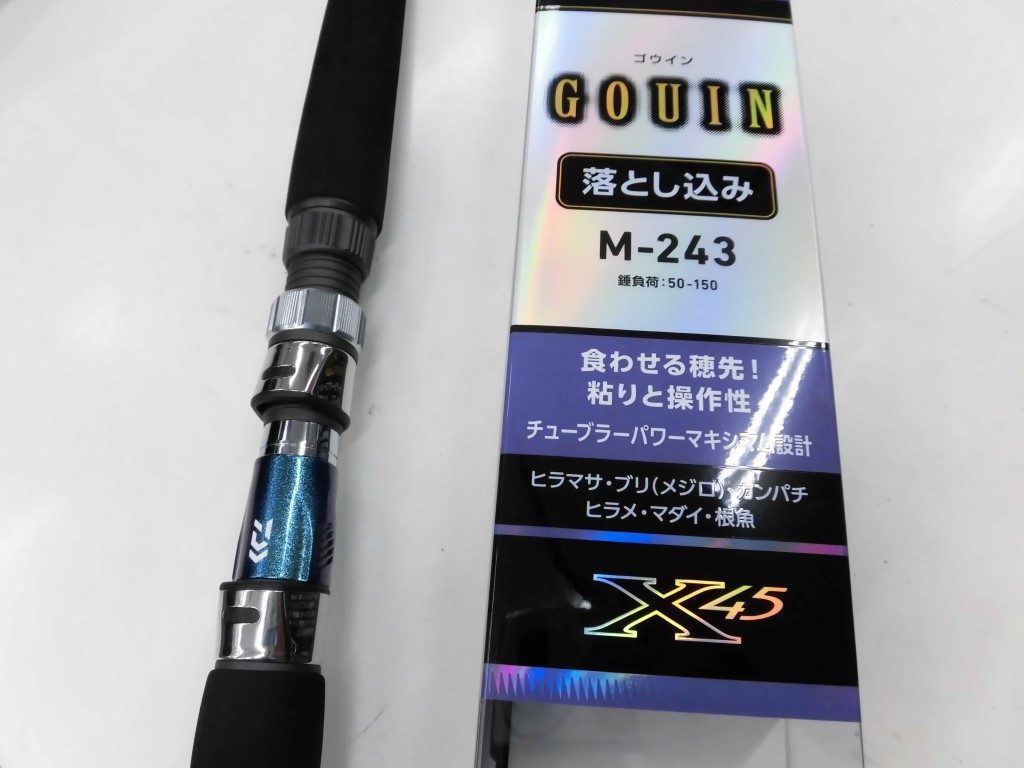 ゴウイン
GOUIN
落とし込み
M-243
錘負荷:50-150
食わせる穂先!
粘りと操作性
チューブラーパワーマキシマム設計
ヒラマサ・ブリ(メジロ)・カンパチ
ヒラメ・マダイ・根魚
X45